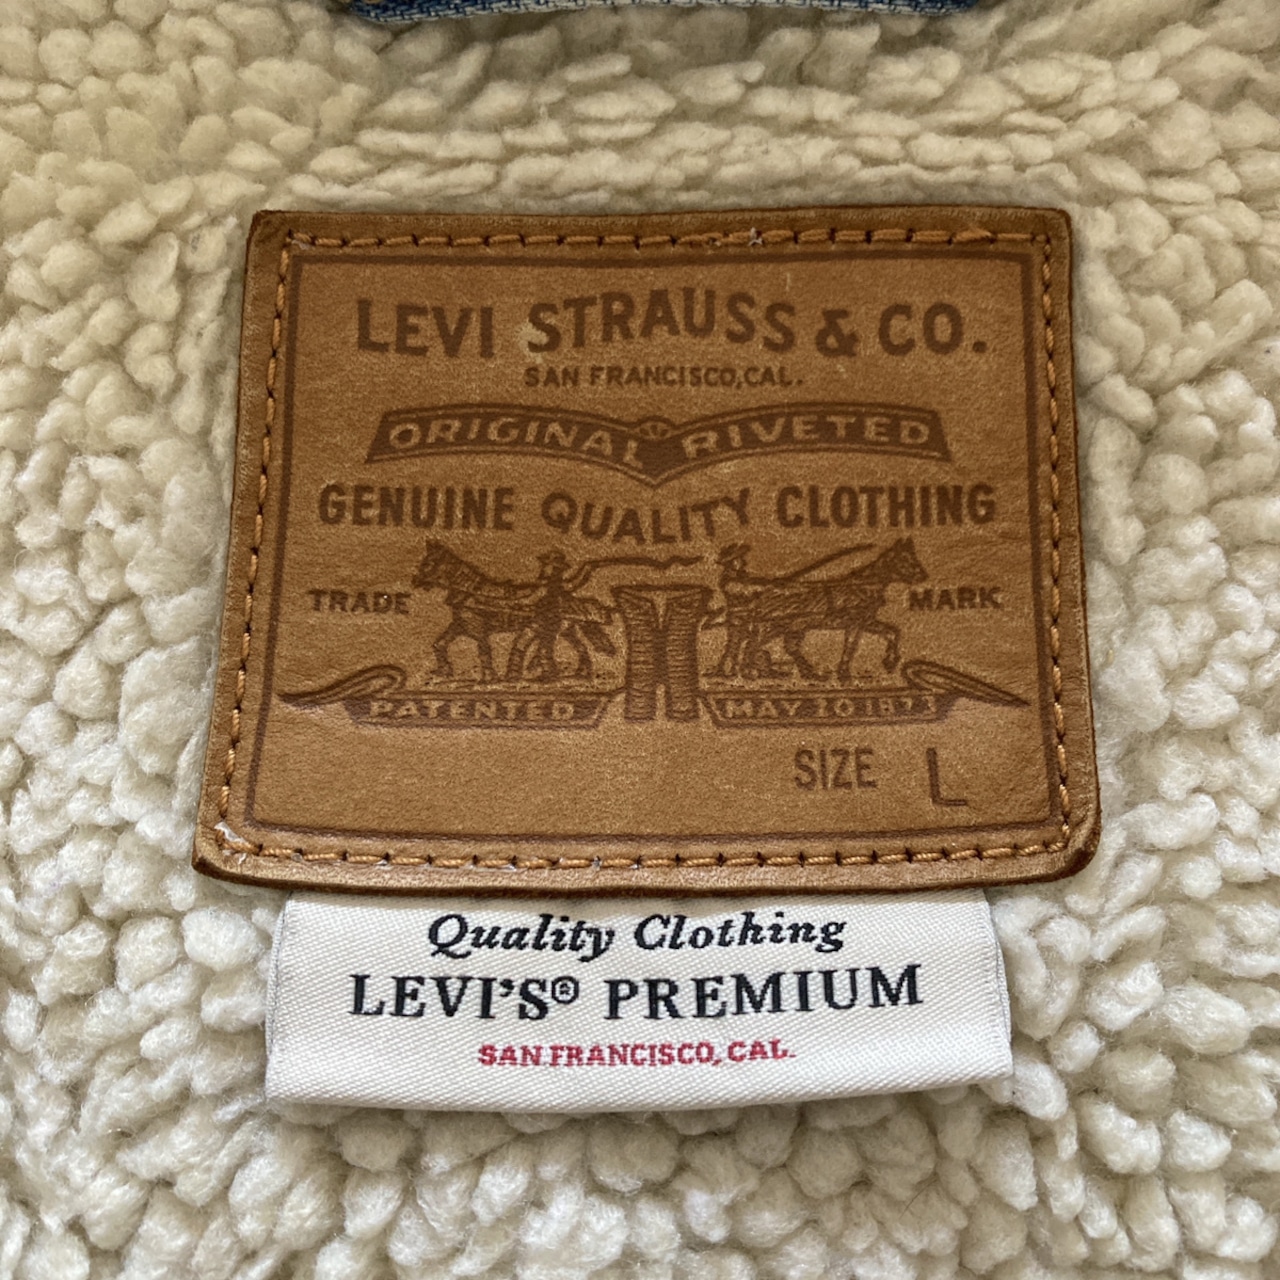 LEVI STRAUSS & CO.
SAN FRANCISCO, CAL.
ORIGINAL RIVETED
GENUINE QUALITY CLOTHING
TRADE MARK
PATENTED MAY 20 1873
SIZE L
Quality Clothing
LEVI'S® PREMIUM
SAN FRANCISCO, CAL.